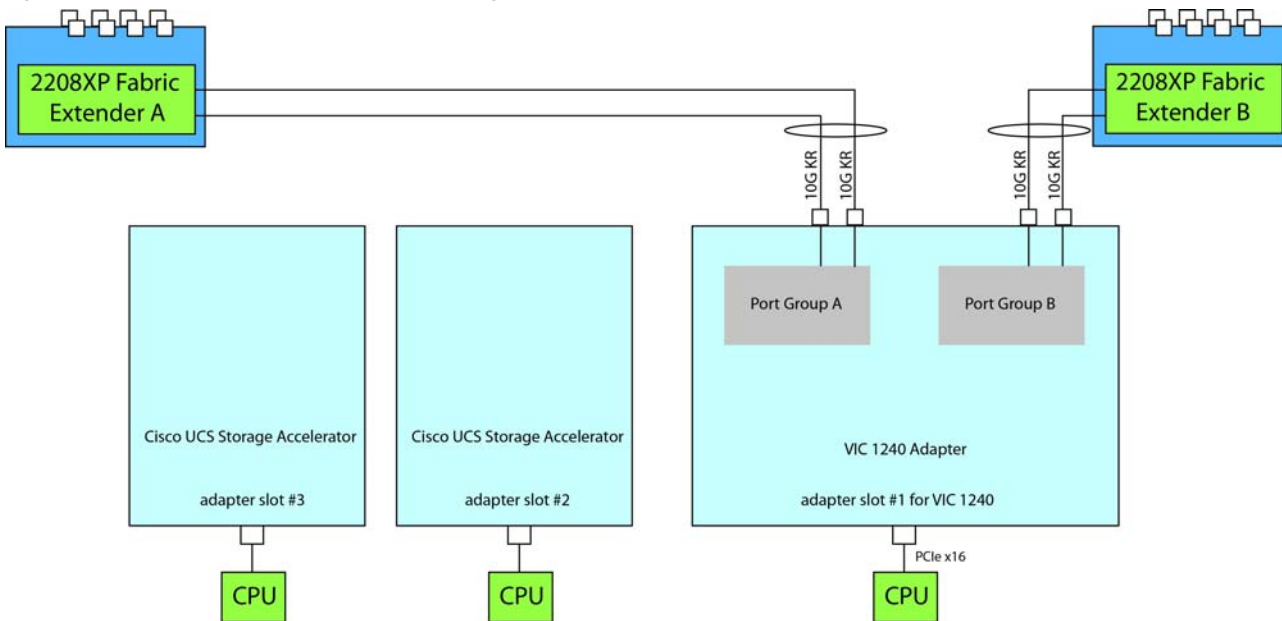 2208XP Fabric
Extender A
2208XP Fabric
Extender B
10G KR
10G KR
10G KR
10G KR
Port Group A
Port Group B
Cisco UCS Storage Accelerator
Cisco UCS Storage Accelerator
VIC 1240 Adapter
adapter slot #3
adapter slot #2
adapter slot #1 for VIC 1240
PCIe x16
CPU
CPU
CPU